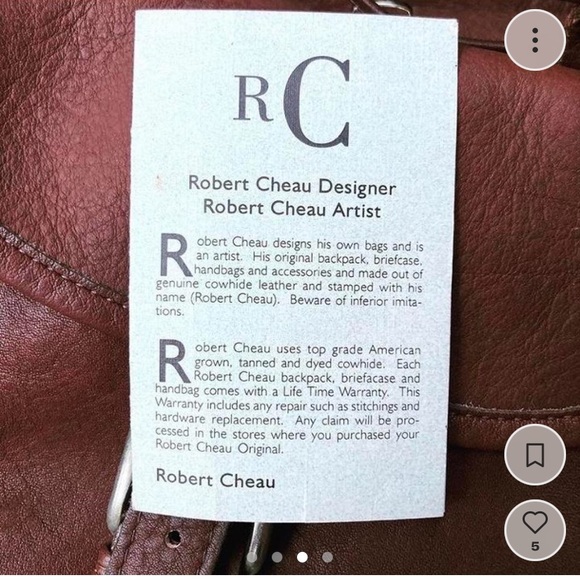 RC
Robert Cheau Designer
Robert Cheau Artist
Robert Cheau designs his own bags and is
an artist. His original backpack, briefcase,
handbags and accessories and made out of
genuine cowhide leather and stamped with his
name (Robert Cheau). Beware of inferior imita-
tions.
Robert Cheau uses top grade American
grown, tanned and dyed cowhide. Each
Robert Cheau backpack, briefacase and
handbag comes with a Life Time Warranty. This
Warranty includes any repair such as stitchings and
hardware replacement. Any claim will be pro-
cessed in the stores where you purchased your
Robert Cheau Original.
Robert Cheau
5